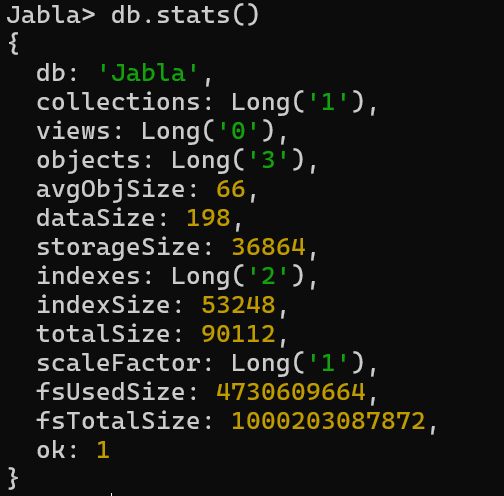 Jabla> db.stats()
{
  db: 'Jabla',
  collections: Long('1'),
  views: Long('0'),
  objects: Long('3'),
  avgObjSize: 66,
  dataSize: 198,
  storageSize: 36864,
  indexes: Long('2'),
  indexSize: 53248,
  totalSize: 90112,
  scaleFactor: Long('1'),
  fsUsedSize: 4730609664,
  fsTotalSize: 1000203087872,
  ok: 1
}